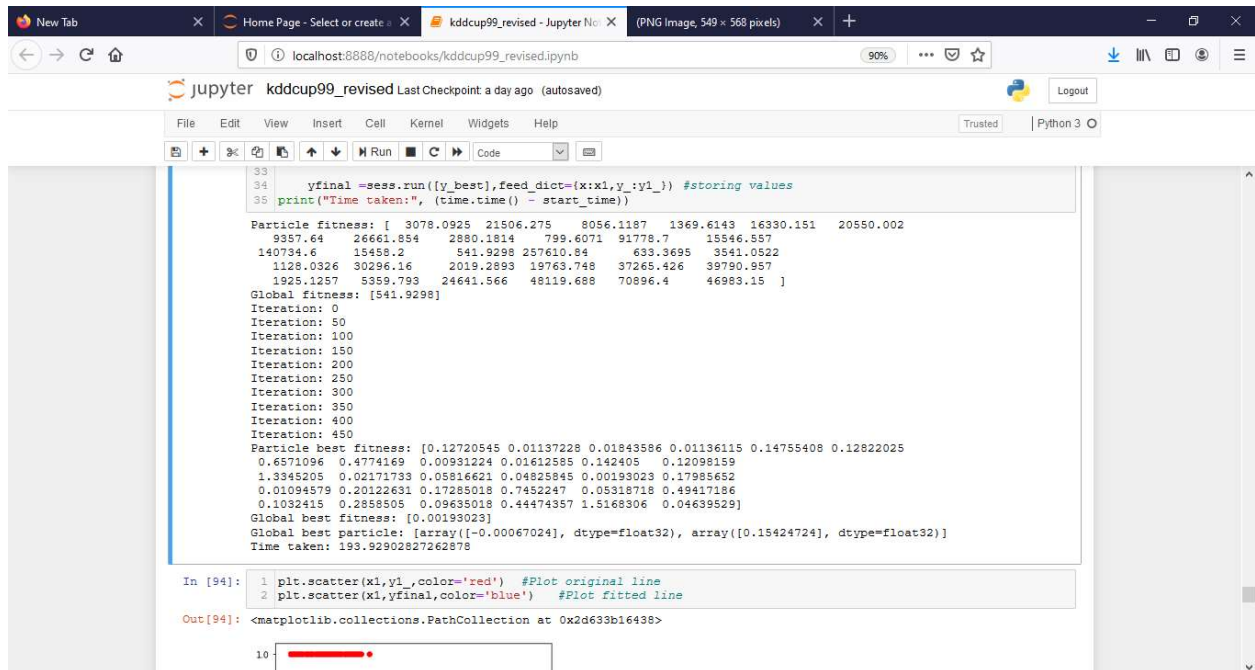 New Tab
Home Page - Select or create a
kddcup99_revised - Jupyter No
(PNG Image, 549 × 568 pixels)
localhost:8888/notebooks/kddcup99_revised.ipynb
90%
jupyter kddcup99_revised Last Checkpoint: a day ago (autosaved)
Logout
File Edit View Insert Cell Kernel Widgets Help
Trusted
Python 3
Run
Code
33
34 yfinal =sess.run([y_best],feed_dict={x:x1,y_:y1_}) #storing values
35 print("Time taken:", (time.time() - start_time))
Particle fitness: [ 3078.0925 21506.275 8056.1187 1369.6143 16330.151 20550.002
9357.64 26661.854 2880.1814 799.6071 91778.7 15546.557
140734.6 15458.2 541.9298 257610.84 633.3695 3541.0522
1128.0326 30296.16 2019.2893 19763.748 37265.426 39790.957
1925.1257 5359.793 24641.566 48119.688 70896.4 46983.15 ]
Global fitness: [541.9298]
Iteration: 0
Iteration: 50
Iteration: 100
Iteration: 150
Iteration: 200
Iteration: 250
Iteration: 300
Iteration: 350
Iteration: 400
Iteration: 450
Particle best fitness: [0.12720545 0.01137228 0.01843586 0.01136115 0.14755408 0.12822025
0.6571096 0.4774169 0.00931224 0.01612585 0.142405 0.12098159
1.3345205 0.02171733 0.05816621 0.04825845 0.00193023 0.17985652
0.01094579 0.20122631 0.17285018 0.7452247 0.05318718 0.49417186
0.1032415 0.2858505 0.09635018 0.44474357 1.5168306 0.04639529]
Global best fitness: [0.00193023]
Global best particle: [array([-0.00067024], dtype=float32), array([0.15424724], dtype=float32)]
Time taken: 193.92902827262878
In [94]: 1 plt.scatter(x1,y1_,color='red') #Plot original line
2 plt.scatter(x1,yfinal,color='blue') #Plot fitted line
Out[94]: <matplotlib.collections.PathCollection at 0x2d633b16438>
1.0